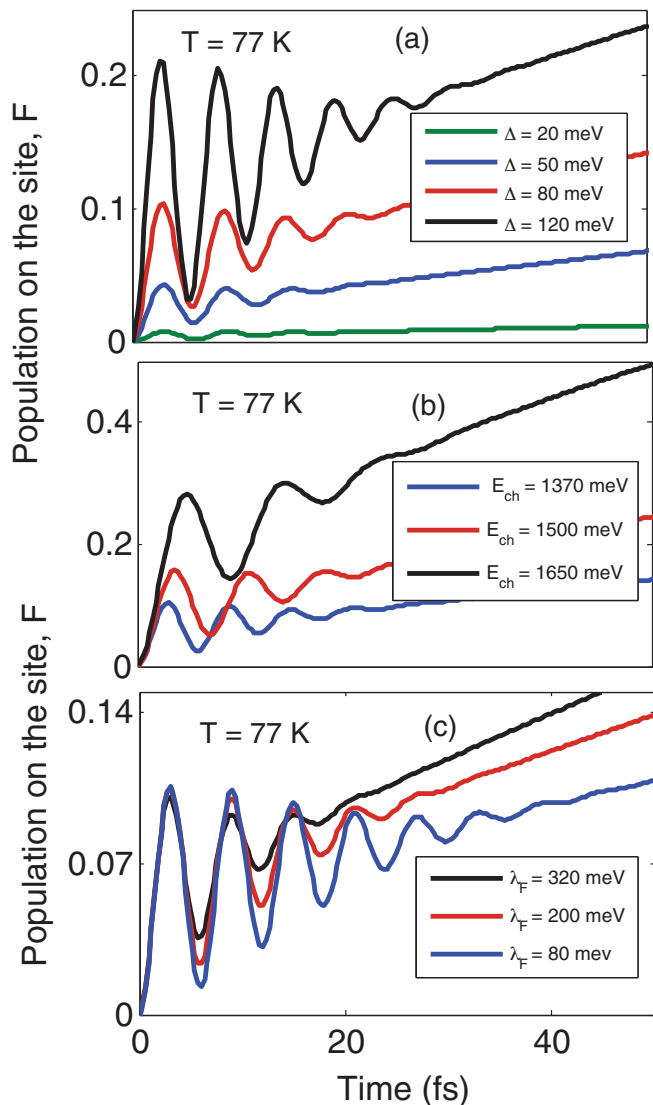 T = 77 K
(a)
0.2
0.1
0
Δ = 20 meV
Δ = 50 meV
Δ = 80 meV
Δ = 120 meV
Population on the site, F
T = 77 K
(b)
0.4
0.2
0
E_ch = 1370 meV
E_ch = 1500 meV
E_ch = 1650 meV
T = 77 K
(c)
0.14
0.07
0
λ_F = 320 meV
λ_F = 200 meV
λ_F = 80 mev
Population on the site, F
0 20 40
Time (fs)